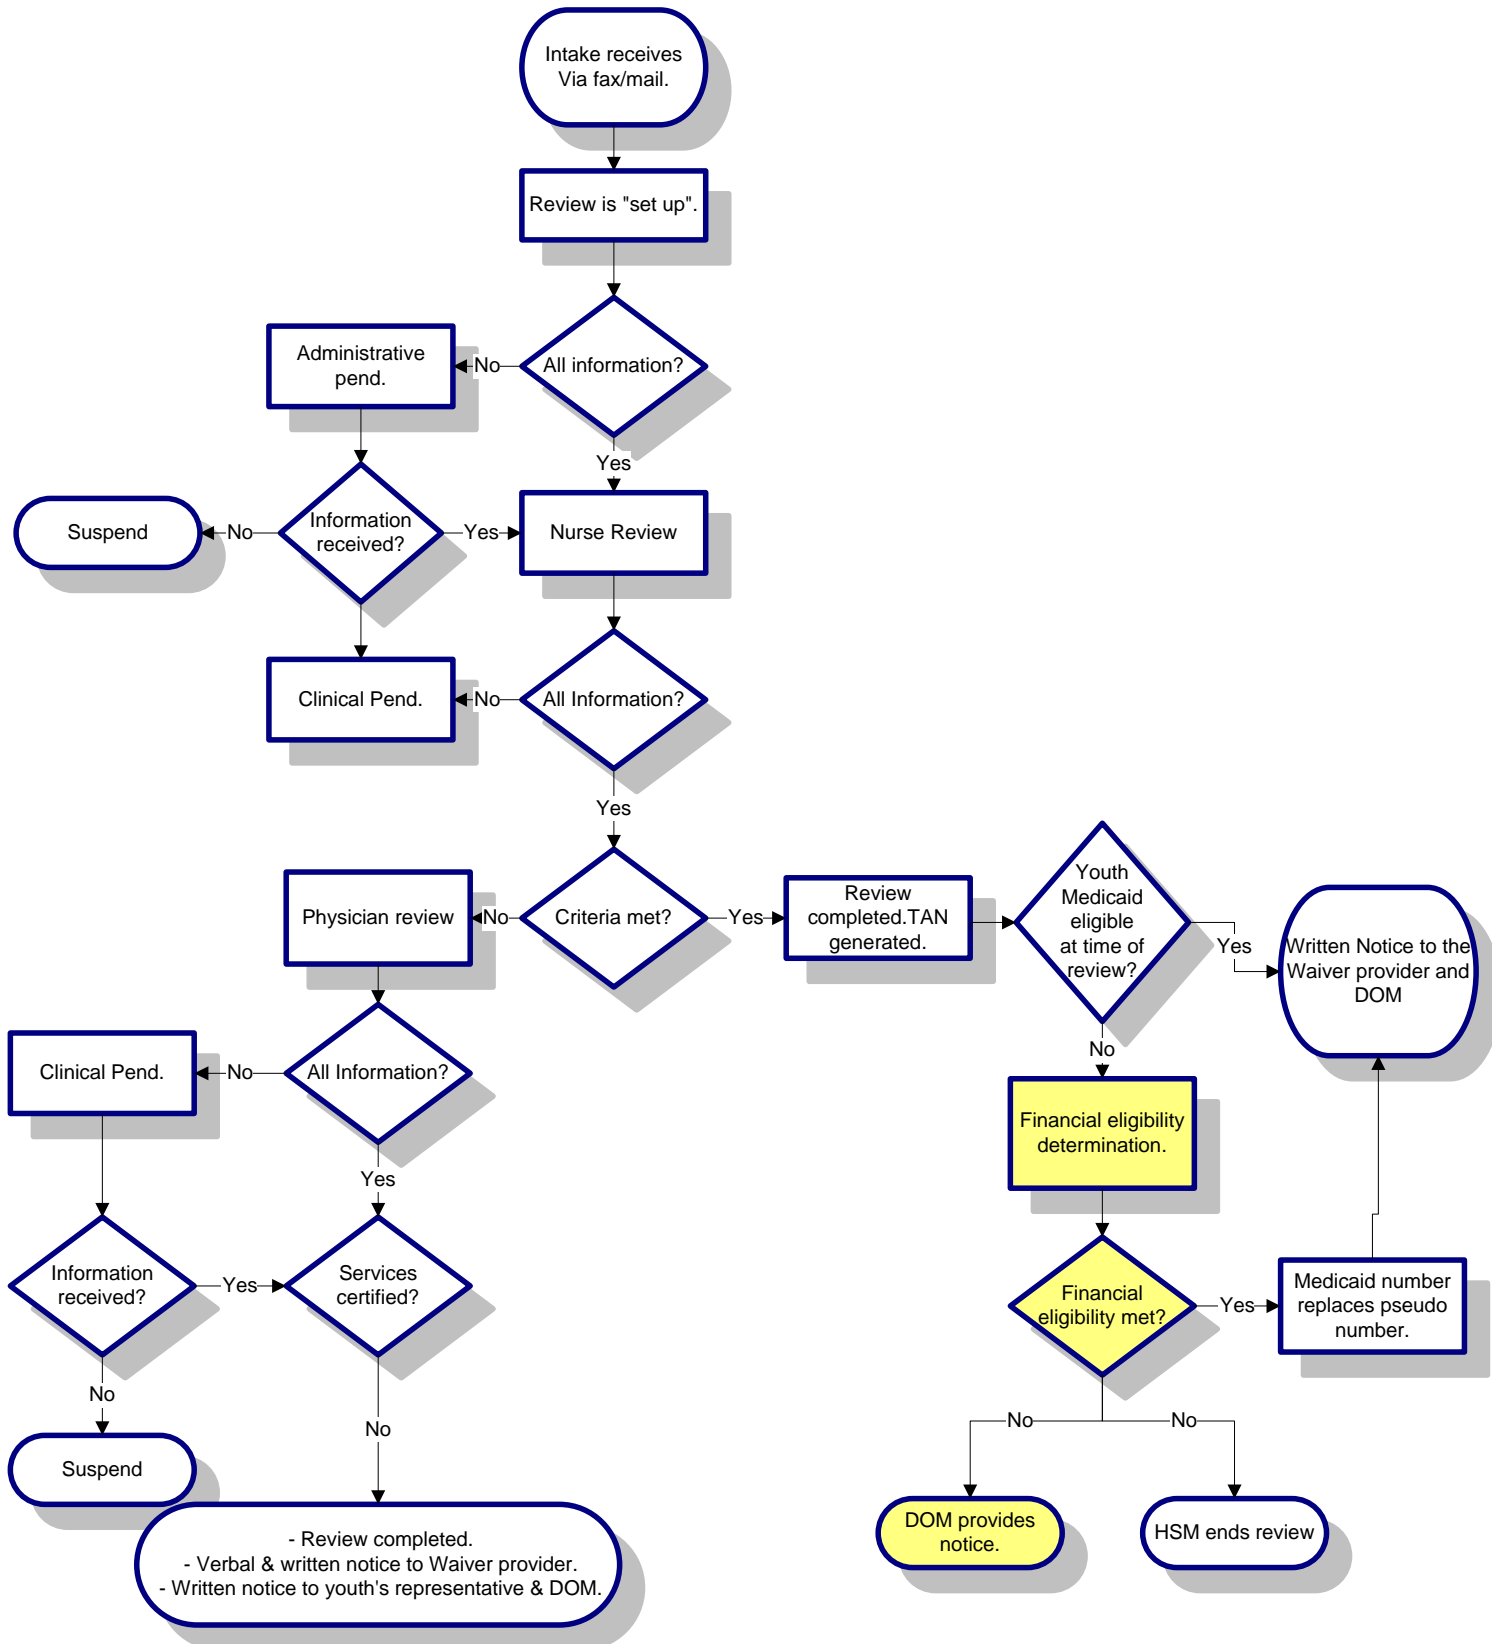 Intake receives
Via fax/mail.
Review is "set up".
All information?
No
Administrative
pend.
Yes
Information
received?
No
Suspend
Yes
Nurse Review
All Information?
No
Clinical Pend.
Yes
Criteria met?
No
Physician review
Yes
Review
completed.TAN
generated.
Youth
Medicaid
eligible
at time of
review?
Yes
Written Notice to the
Waiver provider and
DOM
No
Financial eligibility
determination.
Financial
eligibility met?
Yes
Medicaid number
replaces pseudo
number.
No
No
DOM provides
notice.
HSM ends review
All Information?
No
Clinical Pend.
Yes
Information
received?
Yes
Services
certified?
No
Suspend
No
- Review completed.
- Verbal & written notice to Waiver provider.
- Written notice to youth's representative & DOM.